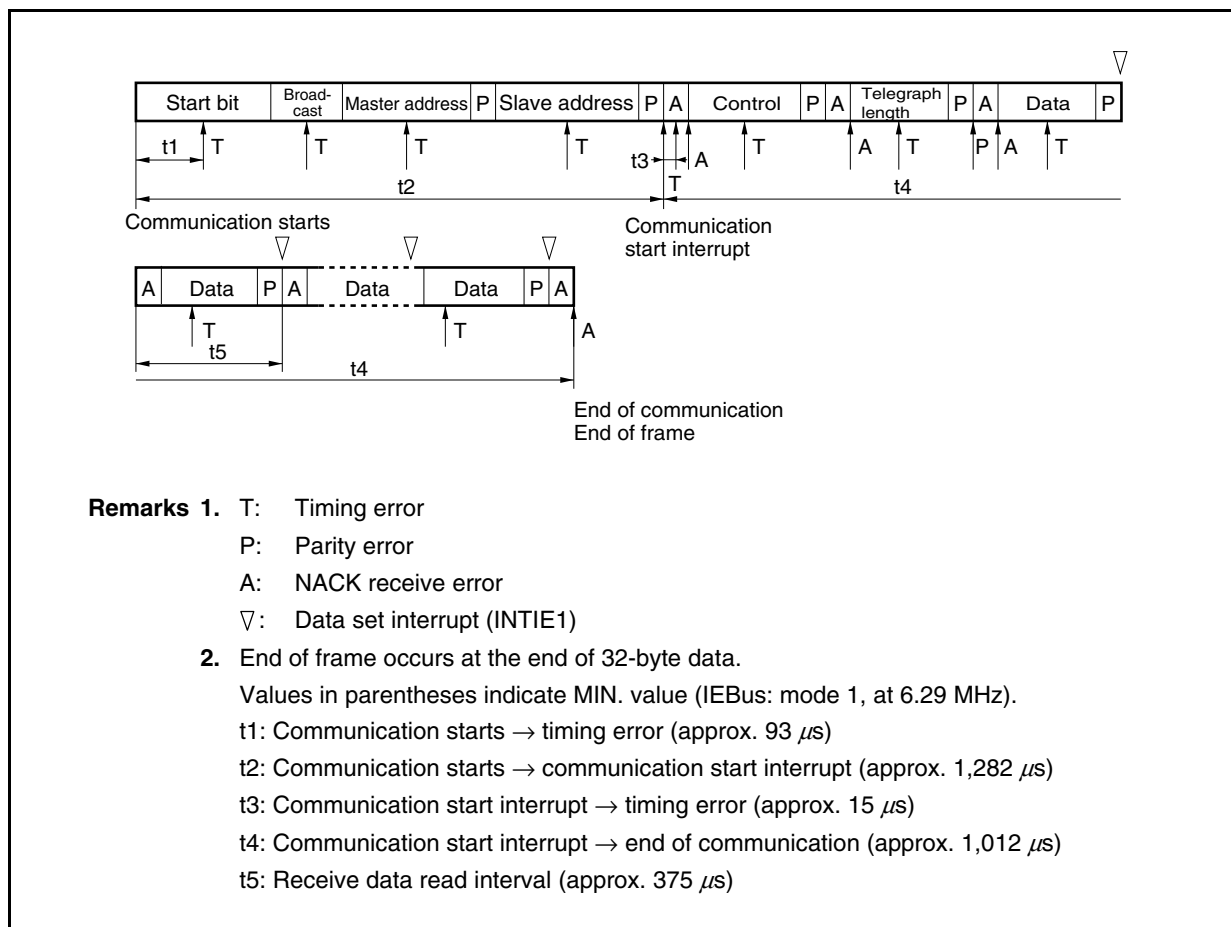 Start bit Broad-cast Master address P Slave address P A Control P A Telegraph length P A Data P
t1 T T T T t3 A T A T P A T
t2 T t4
Communication starts
Communication
start interrupt
A Data P A Data Data P A
T T A
t5
t4
End of communication
End of frame
Remarks 1. T: Timing error
P: Parity error
A: NACK receive error
▽: Data set interrupt (INTIE1)
2. End of frame occurs at the end of 32-byte data.
Values in parentheses indicate MIN. value (IEBus: mode 1, at 6.29 MHz).
t1: Communication starts → timing error (approx. 93 μs)
t2: Communication starts → communication start interrupt (approx. 1,282 μs)
t3: Communication start interrupt → timing error (approx. 15 μs)
t4: Communication start interrupt → end of communication (approx. 1,012 μs)
t5: Receive data read interval (approx. 375 μs)